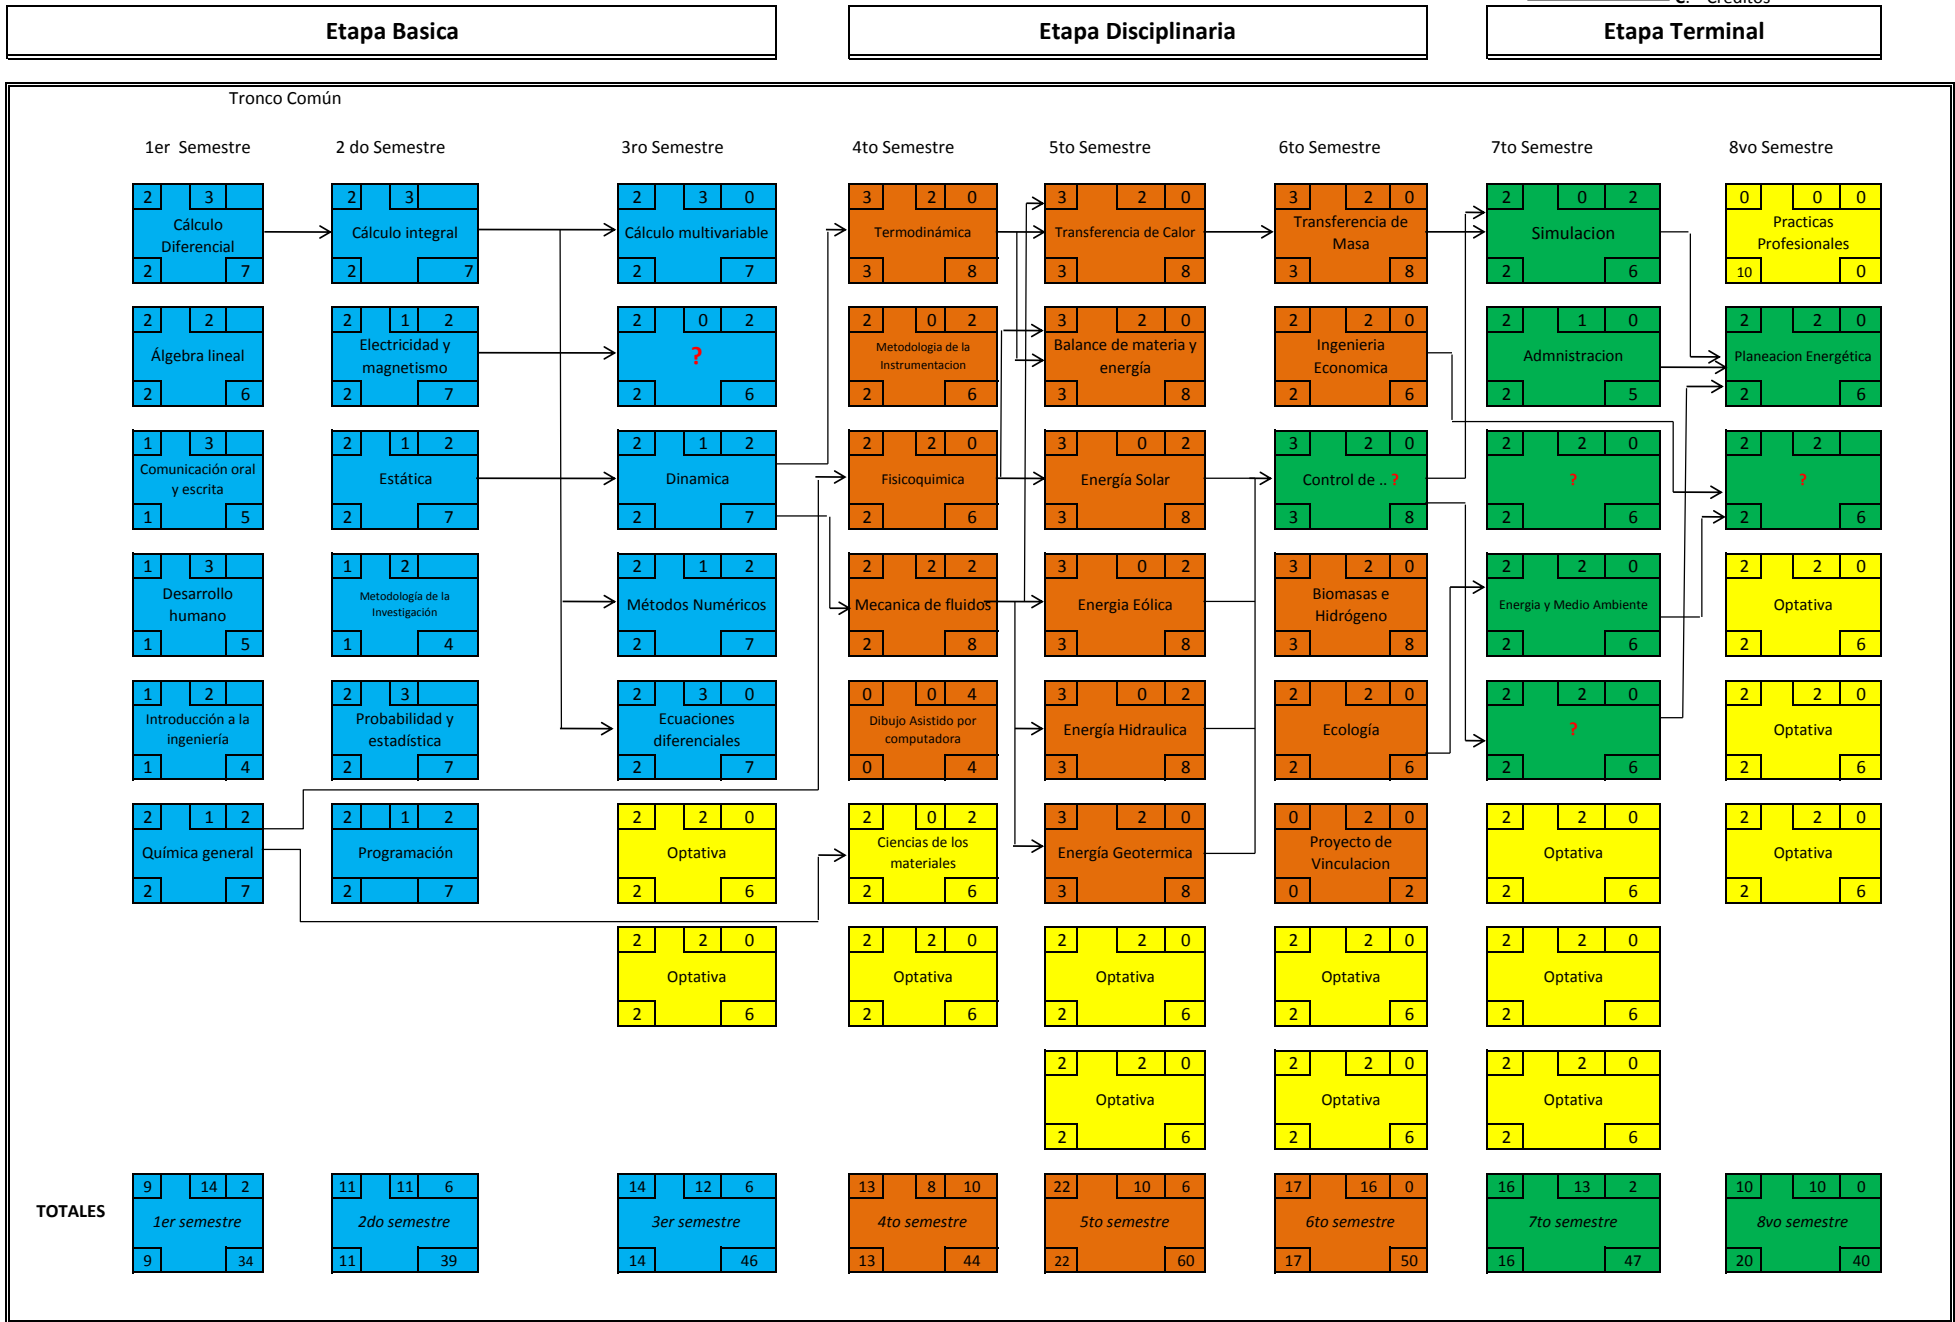 C. Creditos
Etapa Basica
Etapa Disciplinaria
Etapa Terminal
Tronco Común
1er Semestre
2 do Semestre
3ro Semestre
4to Semestre
5to Semestre
6to Semestre
7to Semestre
8vo Semestre
2 3
Cálculo
Diferencial
2 7
2 3
Cálculo integral
2 7
2 3 0
Cálculo multivariable
2 7
3 2 0
Termodinámica
3 8
3 2 0
Transferencia de Calor
3 8
3 2 0
Transferencia de
Masa
3 8
2 0 2
Simulacion
2 6
0 0 0
Practicas
Profesionales
10 0
2 2
Álgebra lineal
2 6
2 1 2
Electricidad y
magnetismo
2 7
2 0 2
?
2 6
2 0 2
Metodologia de la
Instrumentacion
2 6
3 2 0
Balance de materia y
energía
3 8
2 2 0
Ingenieria
Economica
2 6
2 1 0
Admnistracion
2 5
2 2 0
Planeacion Energética
2 6
1 3
Comunicación oral
y escrita
1 5
2 1 2
Estática
2 7
2 1 2
Dinamica
2 7
2 2 0
Fisicoquimica
2 6
3 0 2
Energía Solar
3 8
3 2 0
Control de .. ?
3 8
2 2 0
?
2 6
2 2
?
2 6
1 3
Desarrollo
humano
1 5
1 2
Metodología de la
Investigación
1 4
2 1 2
Métodos Numéricos
2 7
2 2 2
Mecanica de fluidos
2 8
3 0 2
Energia Eólica
3 8
3 2 0
Biomasas e
Hidrógeno
3 8
2 2 0
Energia y Medio Ambiente
2 6
2 2 0
Optativa
2 6
1 2
Introducción a la
ingeniería
1 4
2 3
Probabilidad y
estadística
2 7
2 3 0
Ecuaciones
diferenciales
2 7
0 0 4
Dibujo Asistido por
computadora
0 4
3 0 2
Energía Hidraulica
3 8
2 2 0
Ecología
2 6
2 2 0
?
2 6
2 2 0
Optativa
2 6
2 1 2
Química general
2 7
2 1 2
Programación
2 7
2 2 0
Optativa
2 6
2 0 2
Ciencias de los
materiales
2 6
3 2 0
Energía Geotermica
3 8
0 2 0
Proyecto de
Vinculacion
0 2
2 2 0
Optativa
2 6
2 2 0
Optativa
2 6
2 2 0
Optativa
2 6
2 2 0
Optativa
2 6
2 2 0
Optativa
2 6
2 2 0
Optativa
2 6
2 2 0
Optativa
2 6
2 2 0
Optativa
2 6
2 2 0
Optativa
2 6
2 2 0
Optativa
2 6
TOTALES
9 14 2
1er semestre
9 34
11 11 6
2do semestre
11 39
14 12 6
3er semestre
14 46
13 8 10
4to semestre
13 44
22 10 6
5to semestre
22 60
17 16 0
6to semestre
17 50
16 13 2
7to semestre
16 47
10 10 0
8vo semestre
20 40